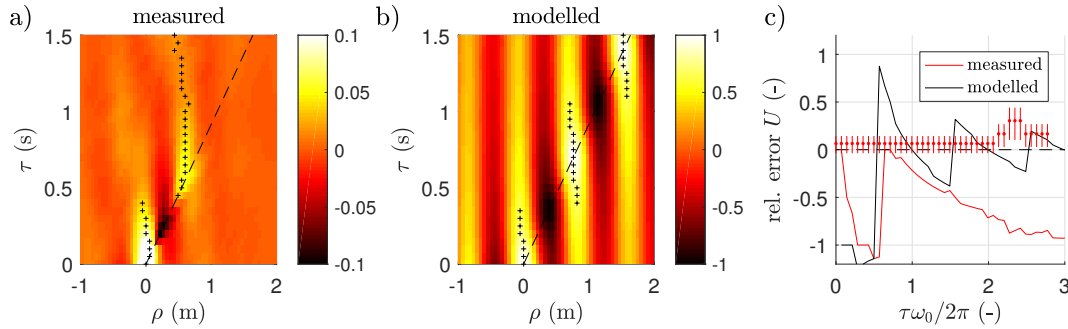 a)
measured
1.5
1
0.5
0
τ (s)
-1
0
1
2
ρ (m)
0.1
0.05
0
-0.05
-0.1
b)
modelled
1.5
1
0.5
0
τ (s)
-1
0
1
2
ρ (m)
1
0.5
0
-0.5
-1
c)
measured
modelled
1
0.5
0
-0.5
-1
rel. error U (-)
0
1
2
3
τω₀/2π (-)